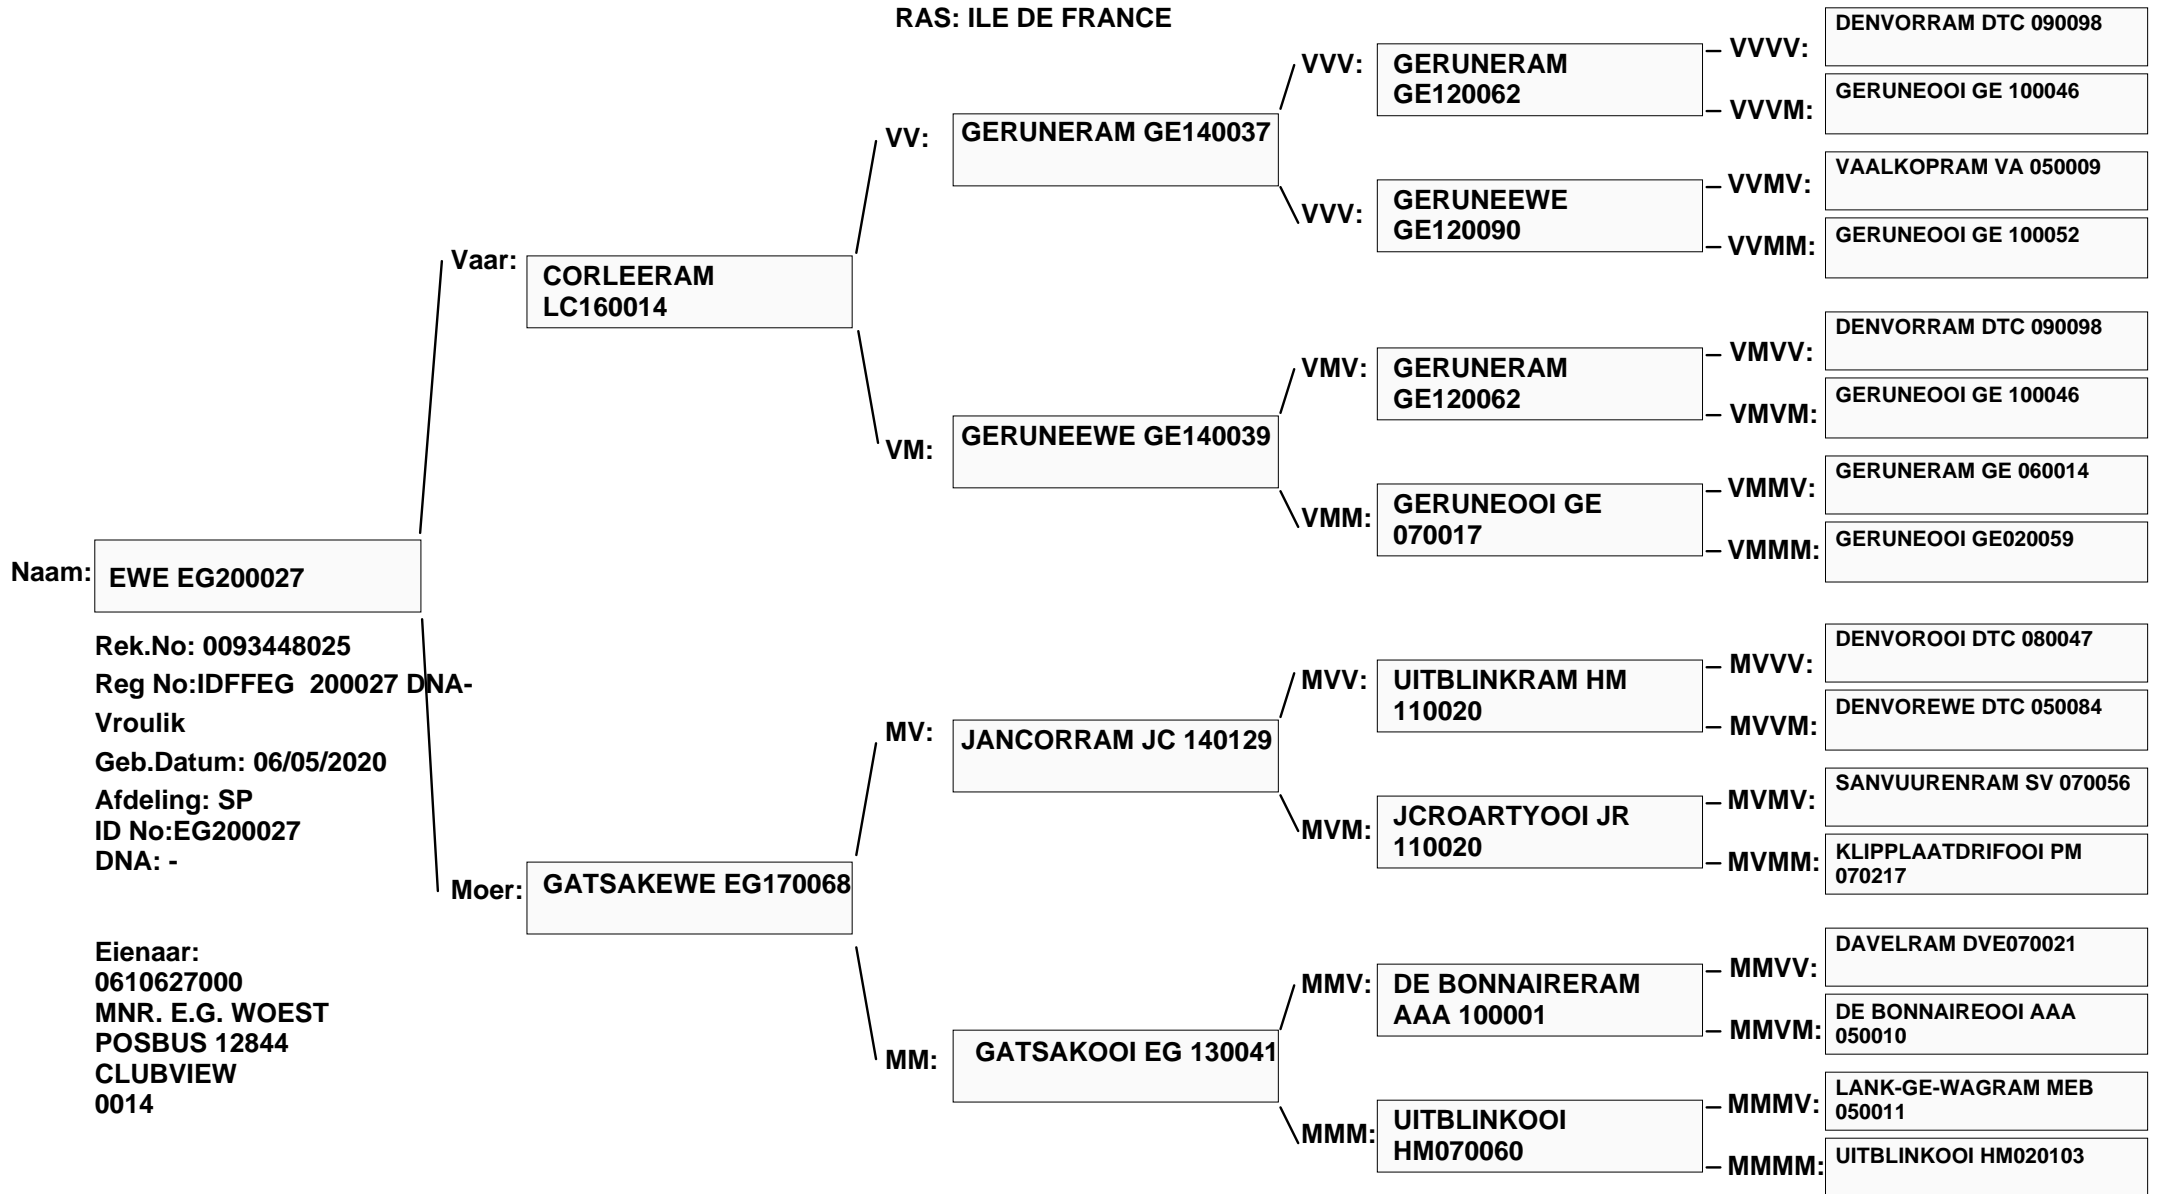 RAS: ILE DE FRANCE
Naam:
EWE EG200027
Rek.No: 0093448025
Reg No:IDFFEG  200027 DNA-
Vroulik
Geb.Datum: 06/05/2020
Afdeling: SP
ID No:EG200027
DNA: -
Eienaar:
0610627000
MNR. E.G. WOEST
POSBUS 12844
CLUBVIEW
0014
Vaar:
CORLEERAM
LC160014
Moer:
GATSAKEWE EG170068
VV:
GERUNERAM GE140037
VM:
GERUNEEWE GE140039
MV:
JANCORRAM JC 140129
MM:
GATSAKOOI EG 130041
VVV:
GERUNERAM
GE120062
VVV:
GERUNEEWE
GE120090
VMV:
GERUNERAM
GE120062
VMM:
GERUNEOOI GE
070017
MVV:
UITBLINKRAM HM
110020
MVM:
JCROARTYOOI JR
110020
MMV:
DE BONNAIRERAM
AAA 100001
MMM:
UITBLINKOOI
HM070060
VVVV:
DENVORRAM DTC 090098
VVVM:
GERUNEOOI GE 100046
VVMV:
VAALKOPRAM VA 050009
VVMM:
GERUNEOOI GE 100052
VMVV:
DENVORRAM DTC 090098
VMVM:
GERUNEOOI GE 100046
VMMV:
GERUNERAM GE 060014
VMMM:
GERUNEOOI GE020059
MVVV:
DENVOROOI DTC 080047
MVVM:
DENVOREWE DTC 050084
MVMV:
SANVUURENRAM SV 070056
MVMM:
KLIPPLAATDRIFOOI PM
070217
MMVV:
DAVELRAM DVE070021
MMVM:
DE BONNAIREOOI AAA
050010
MMMV:
LANK-GE-WAGRAM MEB
050011
MMMM:
UITBLINKOOI HM020103